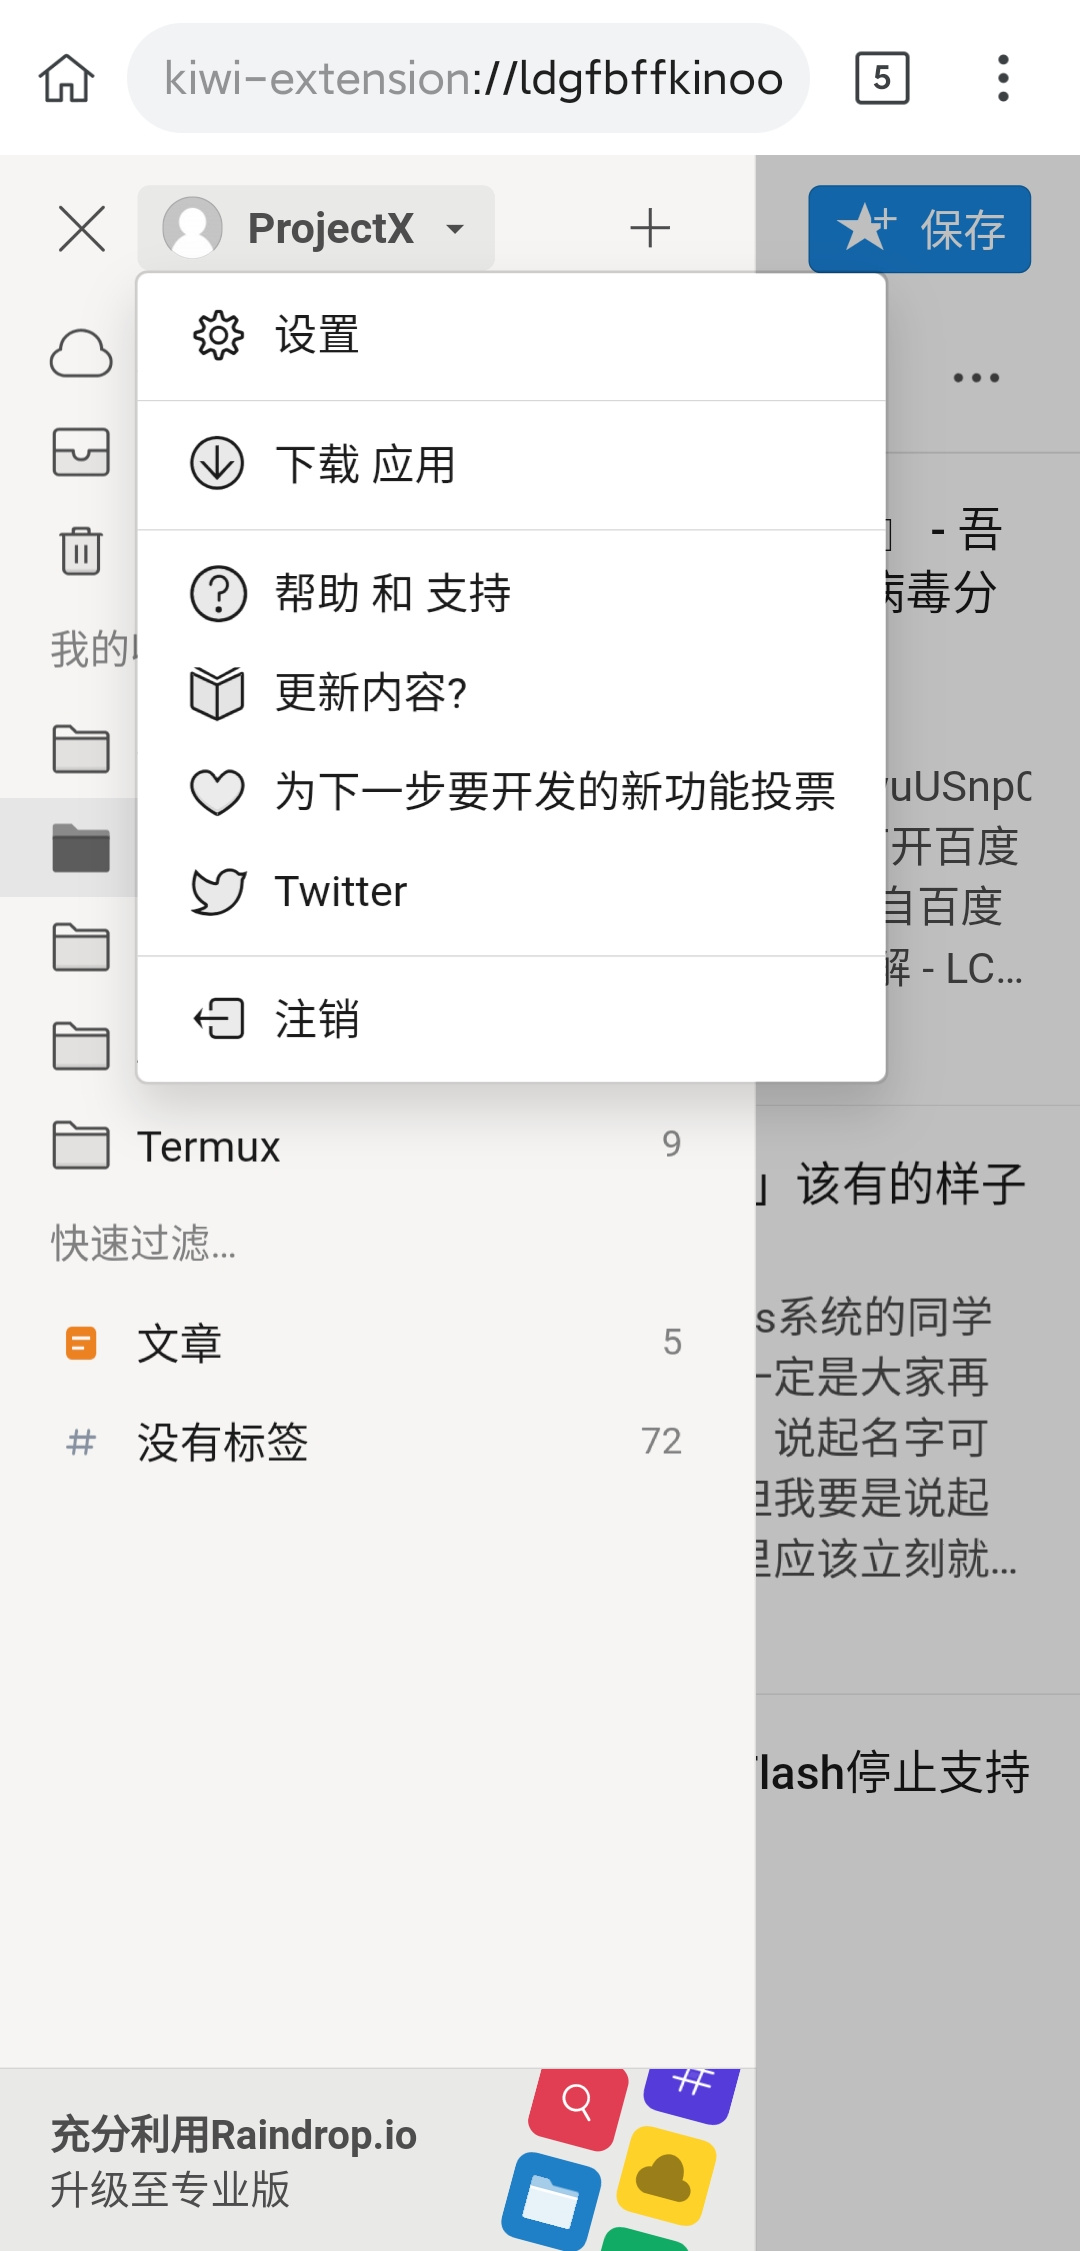 kiwi-extension://ldgfbffkinoo
5
ProjectX
保存
设置
下载 应用
帮助 和 支持
更新内容?
为下一步要开发的新功能投票
Twitter
注销
- 吾
病毒分
我的
uUSnp
开百度
自百度
解 - LC...
Termux 9
快速过滤...
文章 5
# 没有标签 72
」该有的样子
s系统的同学
一定是大家再
说起名字可
但我要是说起
里应该立刻就...
lash停止支持
充分利用Raindrop.io
升级至专业版